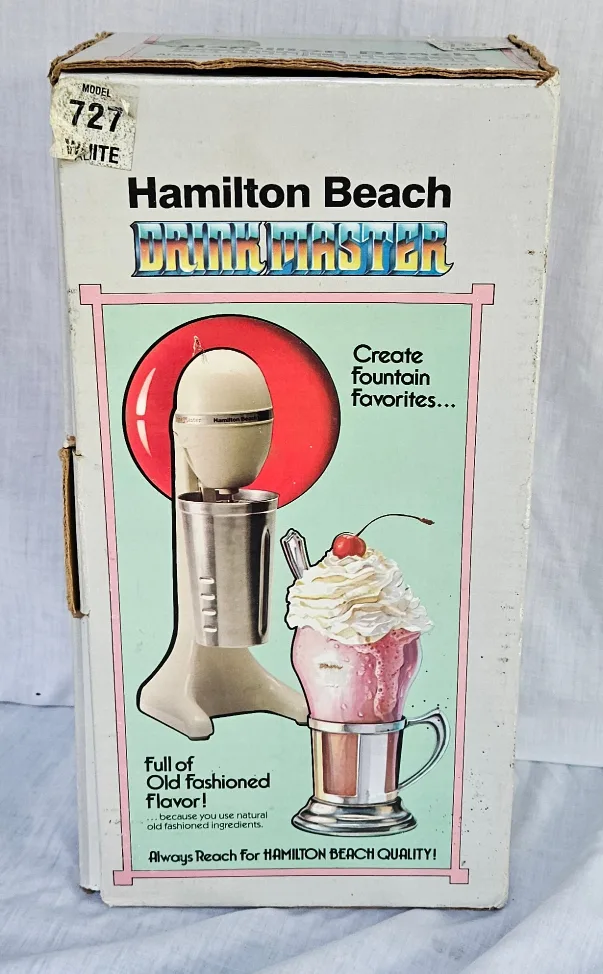 MODEL
727
WHITE
Hamilton Beach
DRINK MASTER
Create
Fountain
Favorites...
Hamilton Beach
Full of
Old Fashioned
Flavor!
...because you use natural
old fashioned ingredients.
Always Reach For HAMILTON BEACH QUALITY!